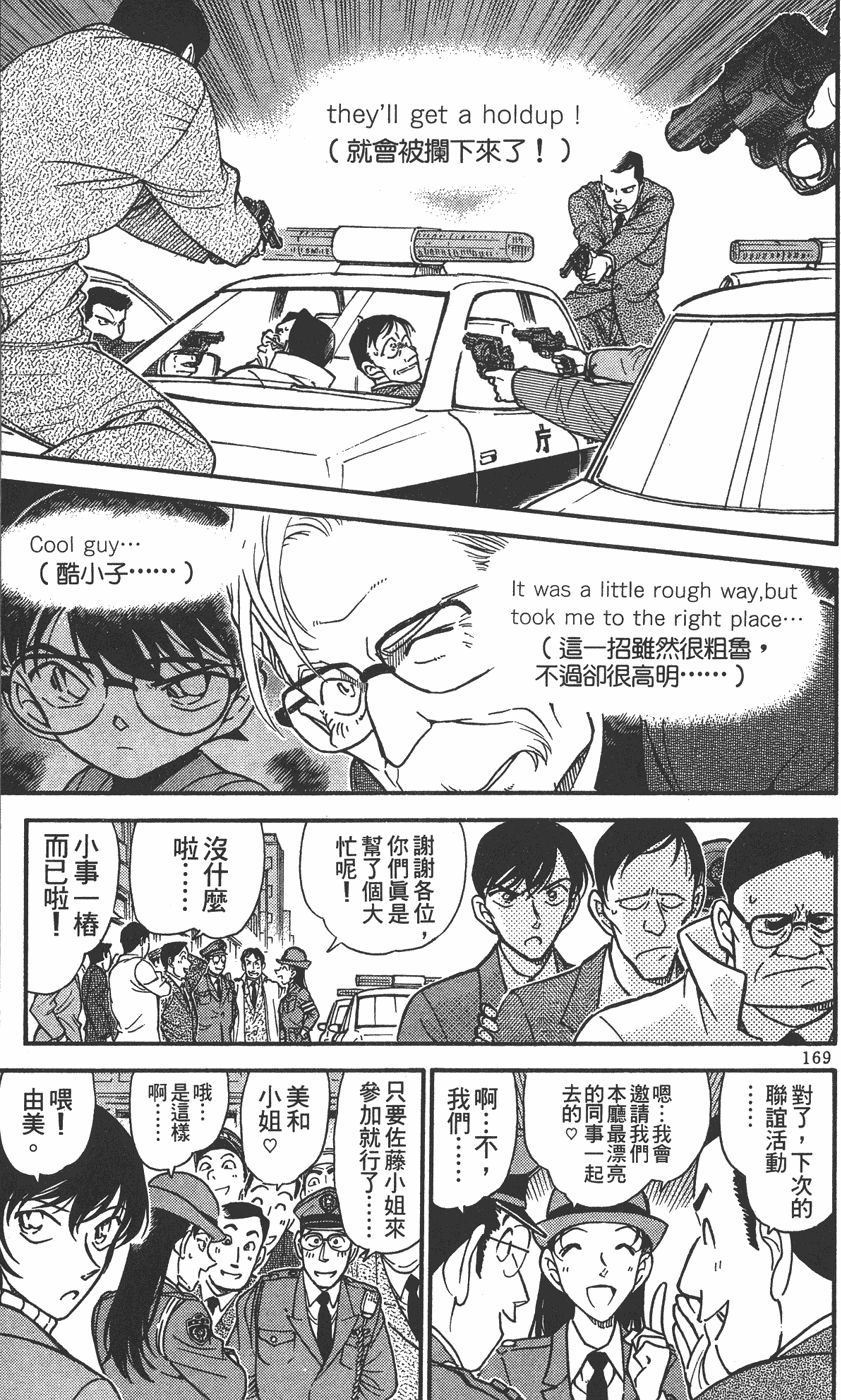 they'll get a holdup !
（就會被攔下來了！）
庁
Cool guy…
（酷小子……）
It was a little rough way,but
took me to the right place…
（這一招雖然很粗魯，
不過卻很高明……）
謝謝各位，
你們真是
幫了個大
忙呢！
沒什麼
啦……
小事一樁
而已啦！
169
對了，下次的
聯誼活動
……
嗯…我會
邀請我們
本廳最漂亮
的同事一起
去的♡
啊…不，
我們……
只要佐藤小姐來
參加就行了……
美和
小姐♡
哦…
是這樣
啊……
喂！
由美。